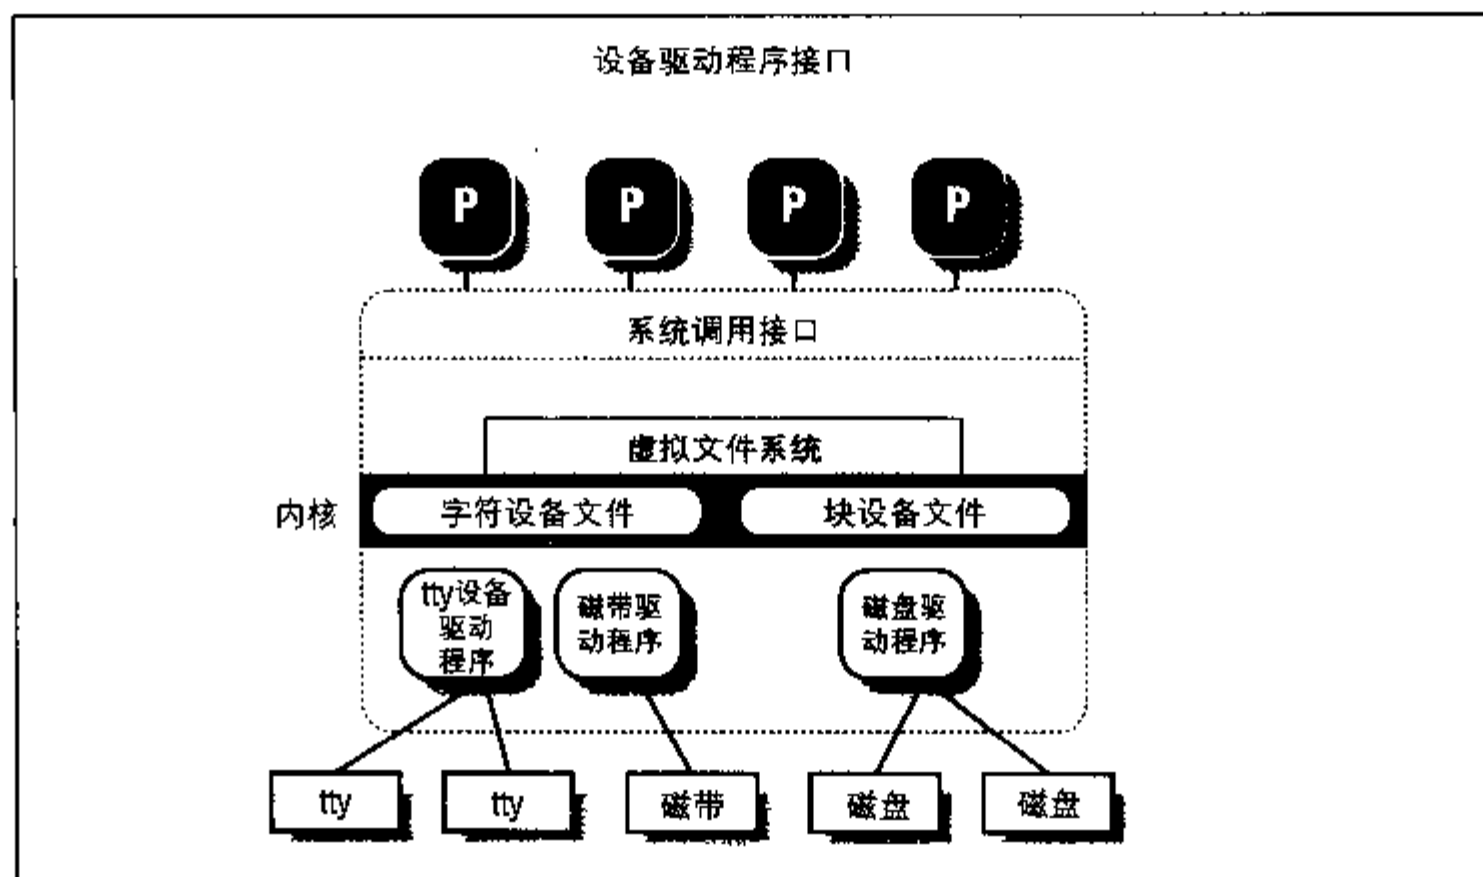 设备驱动程序接口
P P P P
系统调用接口
虚拟文件系统
内核 字符设备文件 块设备文件
tty设备
驱动
程序
磁带驱
动程序
磁盘驱
动程序
tty tty 磁带 磁盘 磁盘